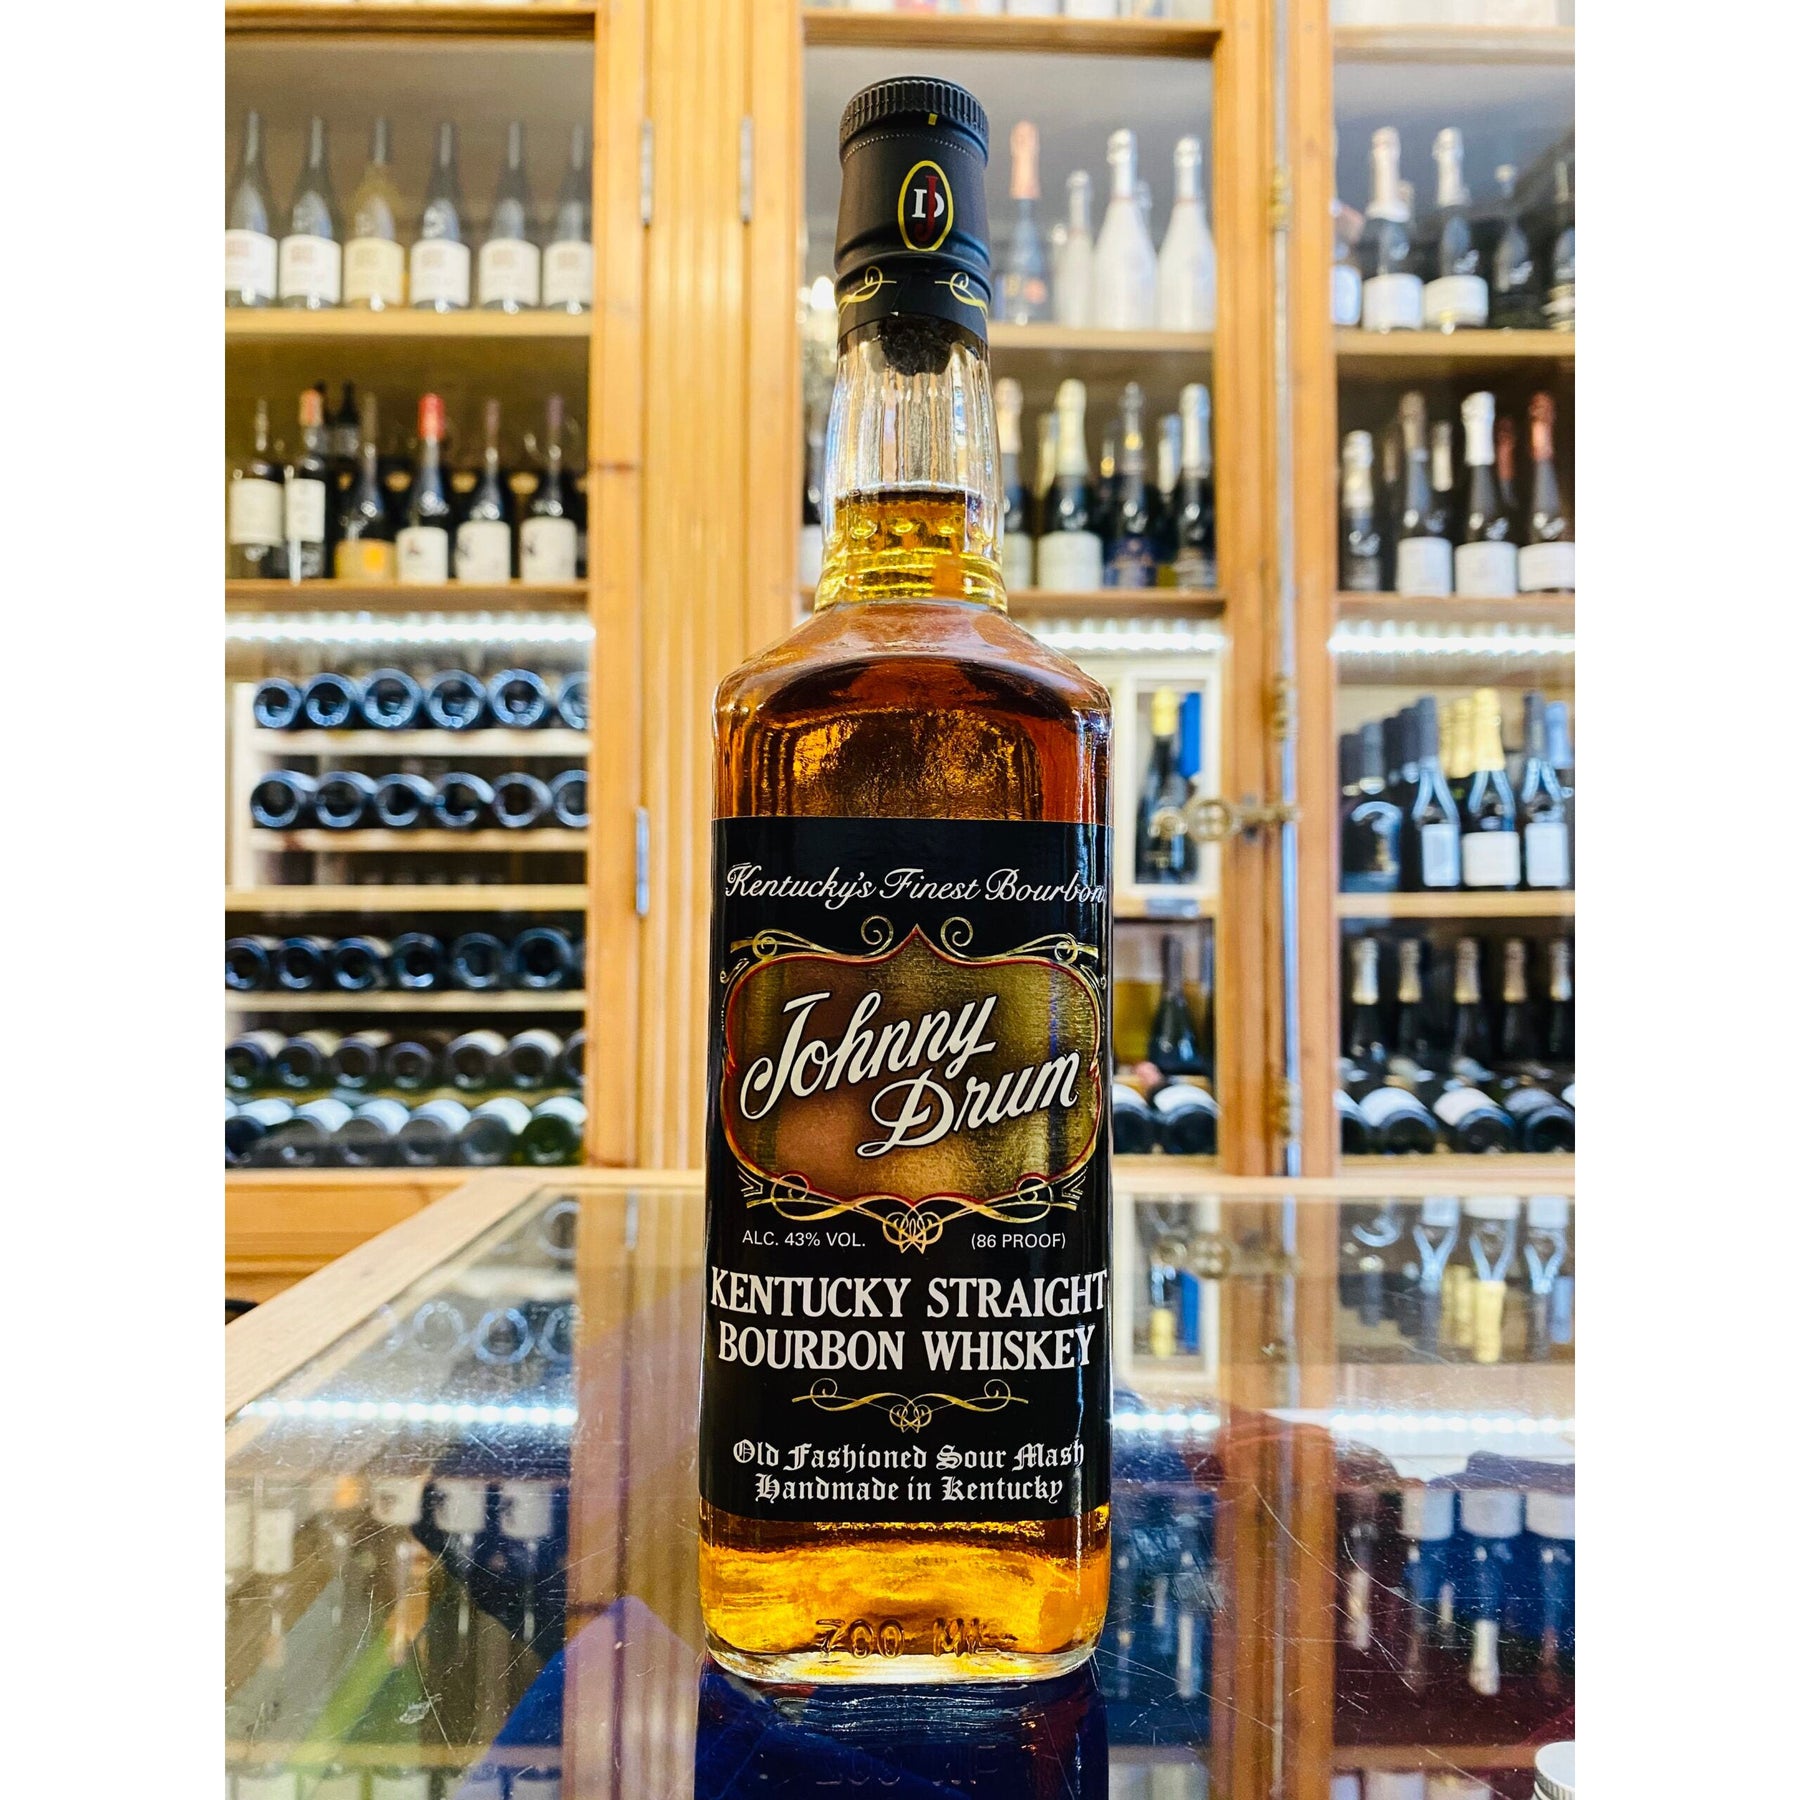 JD
Kentucky's Finest Bourbon
Johnny
Drum
ALC. 43% VOL. (86 PROOF)
KENTUCKY STRAIGHT
BOURBON WHISKEY
Old Fashioned Sour Mash
Handmade in Kentucky
700 ML